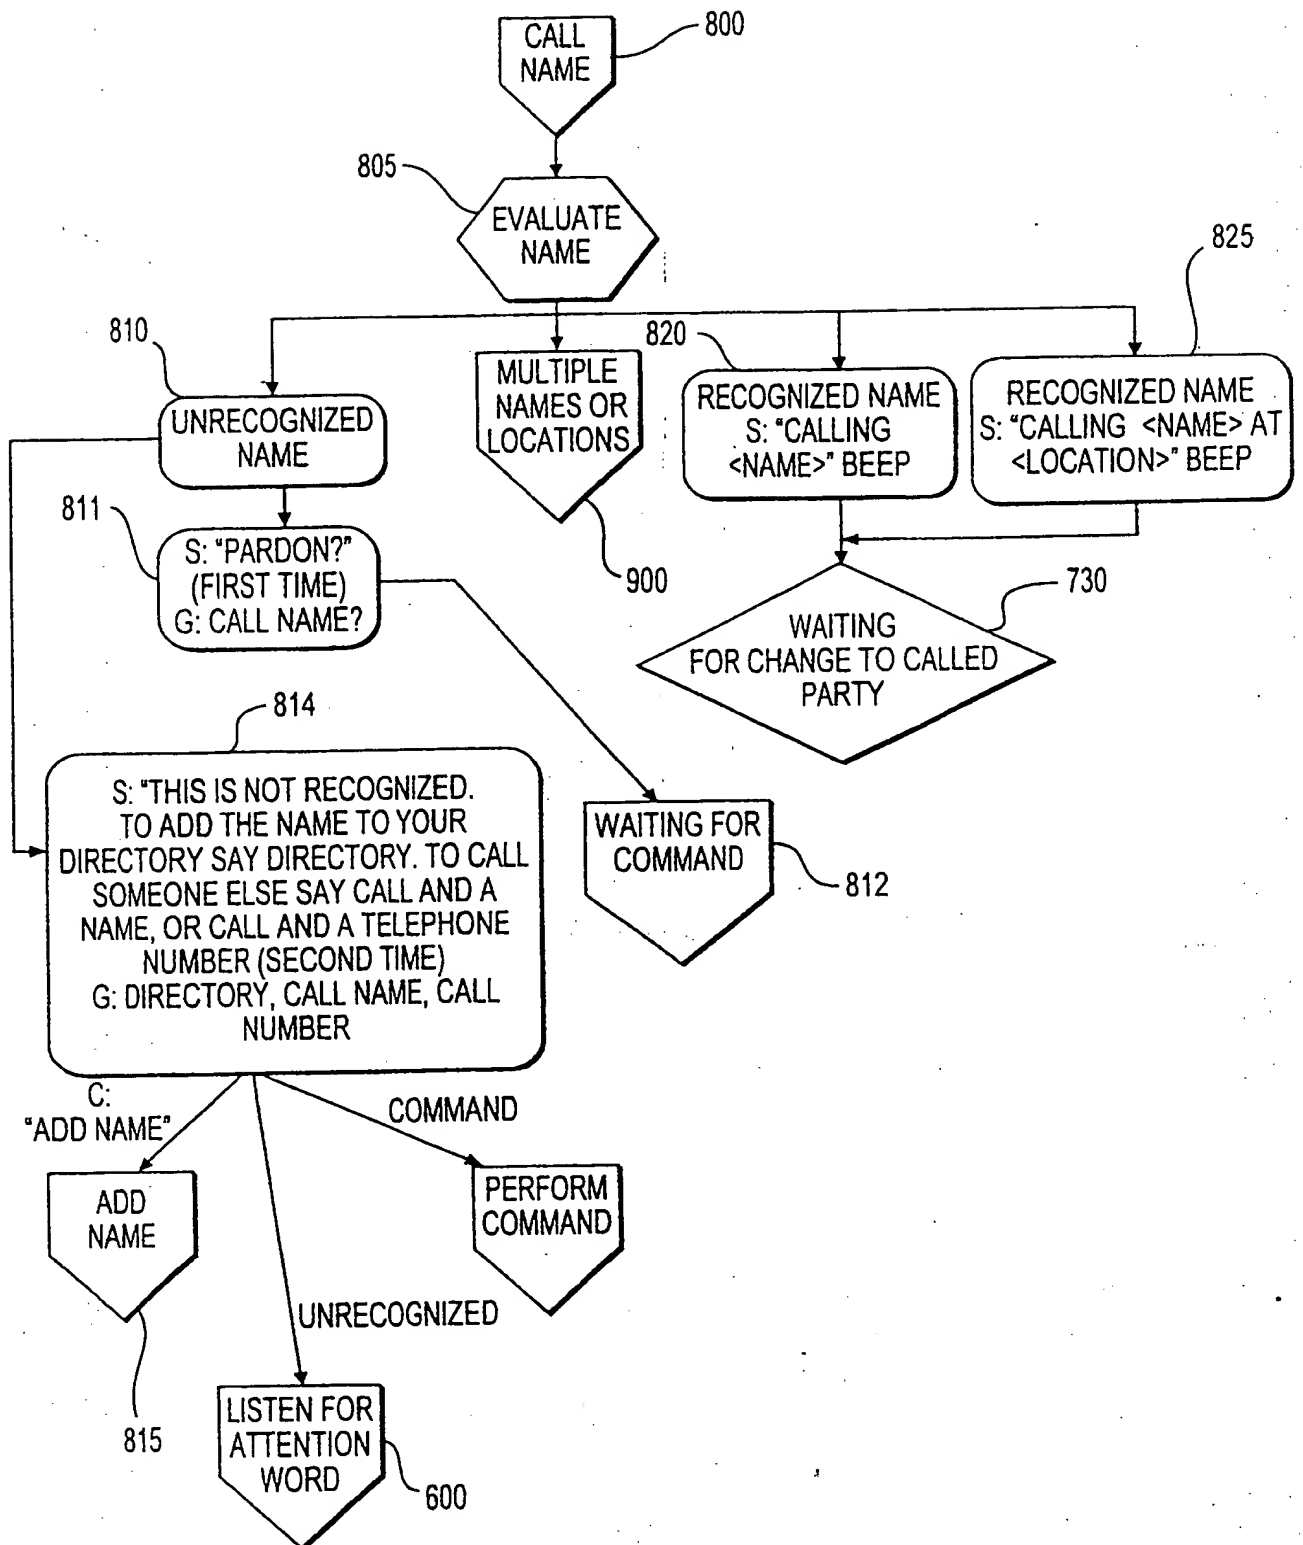 CALL
NAME
800
805
EVALUATE
NAME
825
810
820
UNRECOGNIZED
NAME
MULTIPLE
NAMES OR
LOCATIONS
900
RECOGNIZED NAME
S: "CALLING
<NAME>" BEEP
RECOGNIZED NAME
S: "CALLING <NAME> AT
<LOCATION>" BEEP
811
S: "PARDON?"
(FIRST TIME)
G: CALL NAME?
730
WAITING
FOR CHANGE TO CALLED
PARTY
814
S: "THIS IS NOT RECOGNIZED.
TO ADD THE NAME TO YOUR
DIRECTORY SAY DIRECTORY. TO CALL
SOMEONE ELSE SAY CALL AND A
NAME, OR CALL AND A TELEPHONE
NUMBER (SECOND TIME)
G: DIRECTORY, CALL NAME, CALL
NUMBER
WAITING FOR
COMMAND
812
C:
"ADD NAME"
COMMAND
ADD
NAME
815
PERFORM
COMMAND
UNRECOGNIZED
LISTEN FOR
ATTENTION
WORD
600